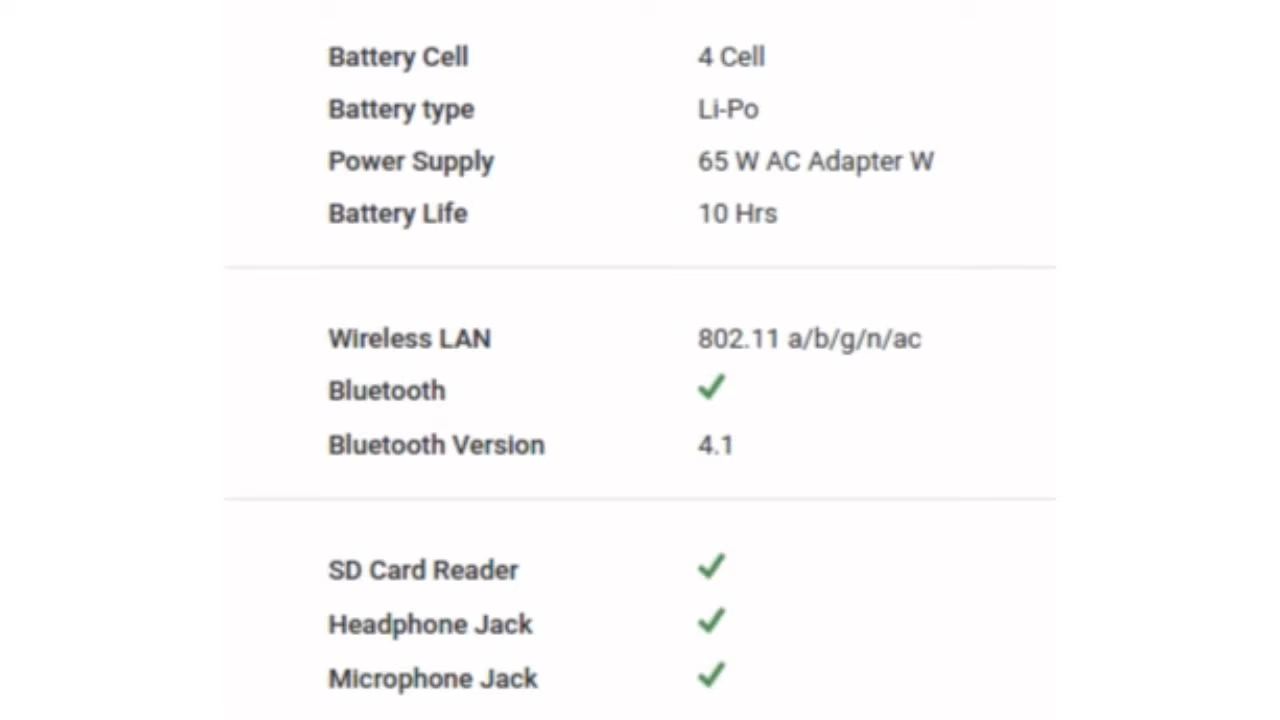 Battery Cell 4 Cell
Battery type Li-Po
Power Supply 65 W AC Adapter W
Battery Life 10 Hrs
Wireless LAN 802.11 a/b/g/n/ac
Bluetooth
Bluetooth Version 4.1
SD Card Reader
Headphone Jack
Microphone Jack